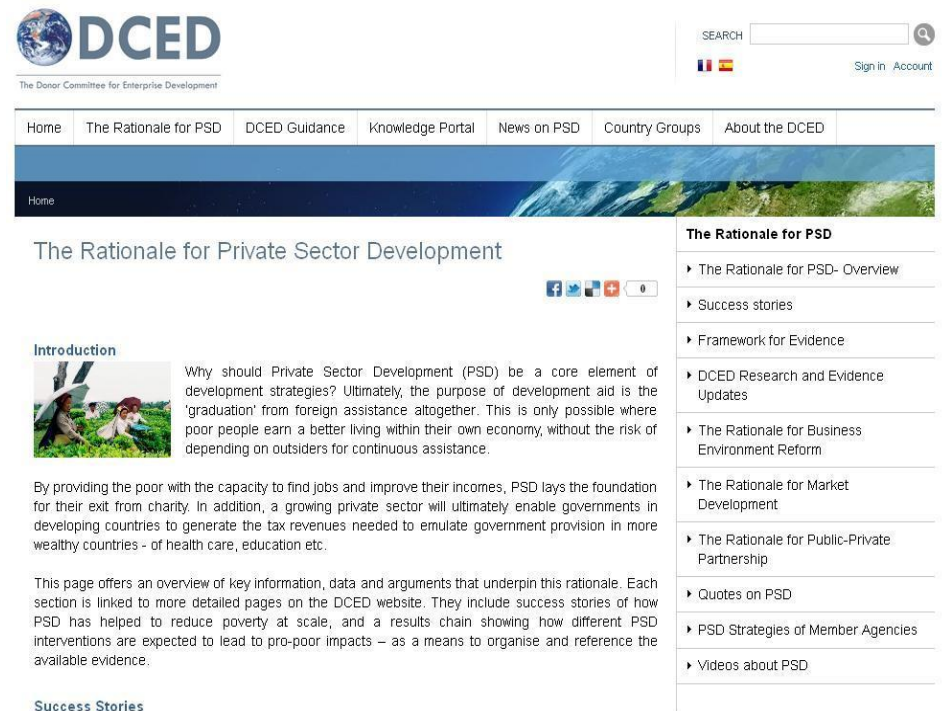 DCED
The Donor Committee for Enterprise Development
SEARCH
Sign in Account
Home The Rationale for PSD DCED Guidance Knowledge Portal News on PSD Country Groups About the DCED
Home
The Rationale for Private Sector Development
0
Introduction
Why should Private Sector Development (PSD) be a core element of
development strategies? Ultimately, the purpose of development aid is the
'graduation' from foreign assistance altogether. This is only possible where
poor people earn a better living within their own economy, without the risk of
depending on outsiders for continuous assistance.
By providing the poor with the capacity to find jobs and improve their incomes, PSD lays the foundation
for their exit from charity. In addition, a growing private sector will ultimately enable governments in
developing countries to generate the tax revenues needed to emulate government provision in more
wealthy countries - of health care, education etc.
This page offers an overview of key information, data and arguments that underpin this rationale. Each
section is linked to more detailed pages on the DCED website. They include success stories of how
PSD has helped to reduce poverty at scale, and a results chain showing how different PSD
interventions are expected to lead to pro-poor impacts – as a means to organise and reference the
available evidence.
Success Stories
The Rationale for PSD
The Rationale for PSD- Overview
Success stories
Framework for Evidence
DCED Research and Evidence
Updates
The Rationale for Business
Environment Reform
The Rationale for Market
Development
The Rationale for Public-Private
Partnership
Quotes on PSD
PSD Strategies of Member Agencies
Videos about PSD